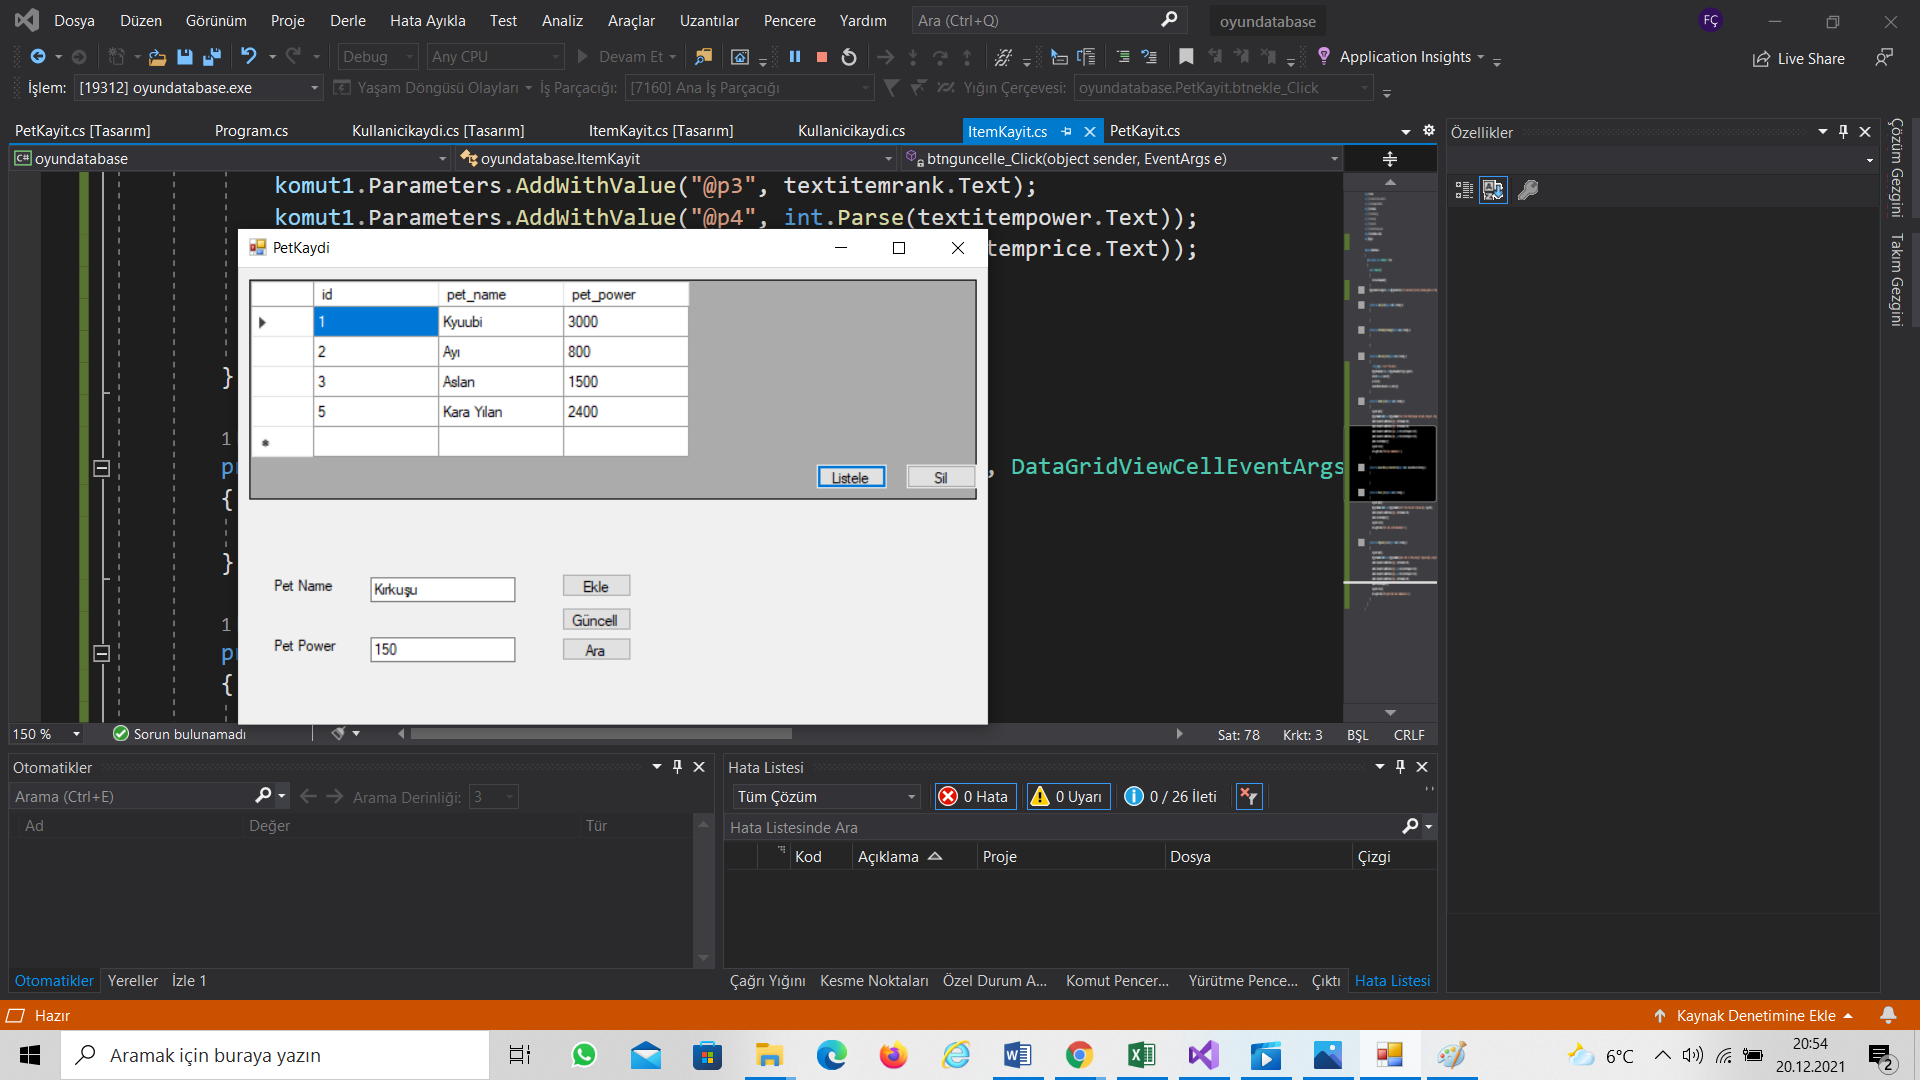 Dosya Düzen Görünüm Proje Derle Hata Ayıkla Test Analiz Araçlar Uzantılar Pencere Yardım Ara (Ctrl+Q) oyundatabase FÇ
Debug Any CPU Devam Et Application Insights Live Share
İşlem: [19312] oyundatabase.exe Yaşam Döngüsü Olayları İş Parçacığı: [7160] Ana İş Parçacığı Yığın Çerçevesi: oyundatabase.PetKayit.btnekle_Click
PetKayit.cs [Tasarım] Program.cs Kullanicikaydi.cs [Tasarım] ItemKayit.cs [Tasarım] Kullanicikaydi.cs ItemKayit.cs PetKayit.cs
oyundatabase oyundatabase.ItemKayit btnguncelle_Click(object sender, EventArgs e)
komut1.Parameters.AddWithValue("@p3", textitemrank.Text);
komut1.Parameters.AddWithValue("@p4", int.Parse(textitempower.Text));
temprice.Text));
}
1
, DataGridViewCellEventArgs
{
}
1
{
PetKaydi
id pet_name pet_power
1 Kyuubi 3000
2 Ayı 800
3 Aslan 1500
5 Kara Yılan 2400
Listele Sil
Pet Name Kırkuşu Ekle
Güncell
Pet Power 150 Ara
150 % Sorun bulunamadı Sat: 78 Krkt: 3 BŞL CRLF
Özellikler
Çözüm Gezgini
Takım Gezgini
Otomatikler
Arama (Ctrl+E) Arama Derinliği: 3
Ad Değer Tür
Otomatikler Yereller İzle 1
Hata Listesi
Tüm Çözüm 0 Hata 0 Uyarı 0 / 26 İleti
Hata Listesinde Ara
Kod Açıklama Proje Dosya Çizgi
Çağrı Yığını Kesme Noktaları Özel Durum A... Komut Pencer... Yürütme Pence... Çıktı Hata Listesi
Hazır Kaynak Denetimine Ekle
Aramak için buraya yazın 6°C 20:54
20.12.2021 2